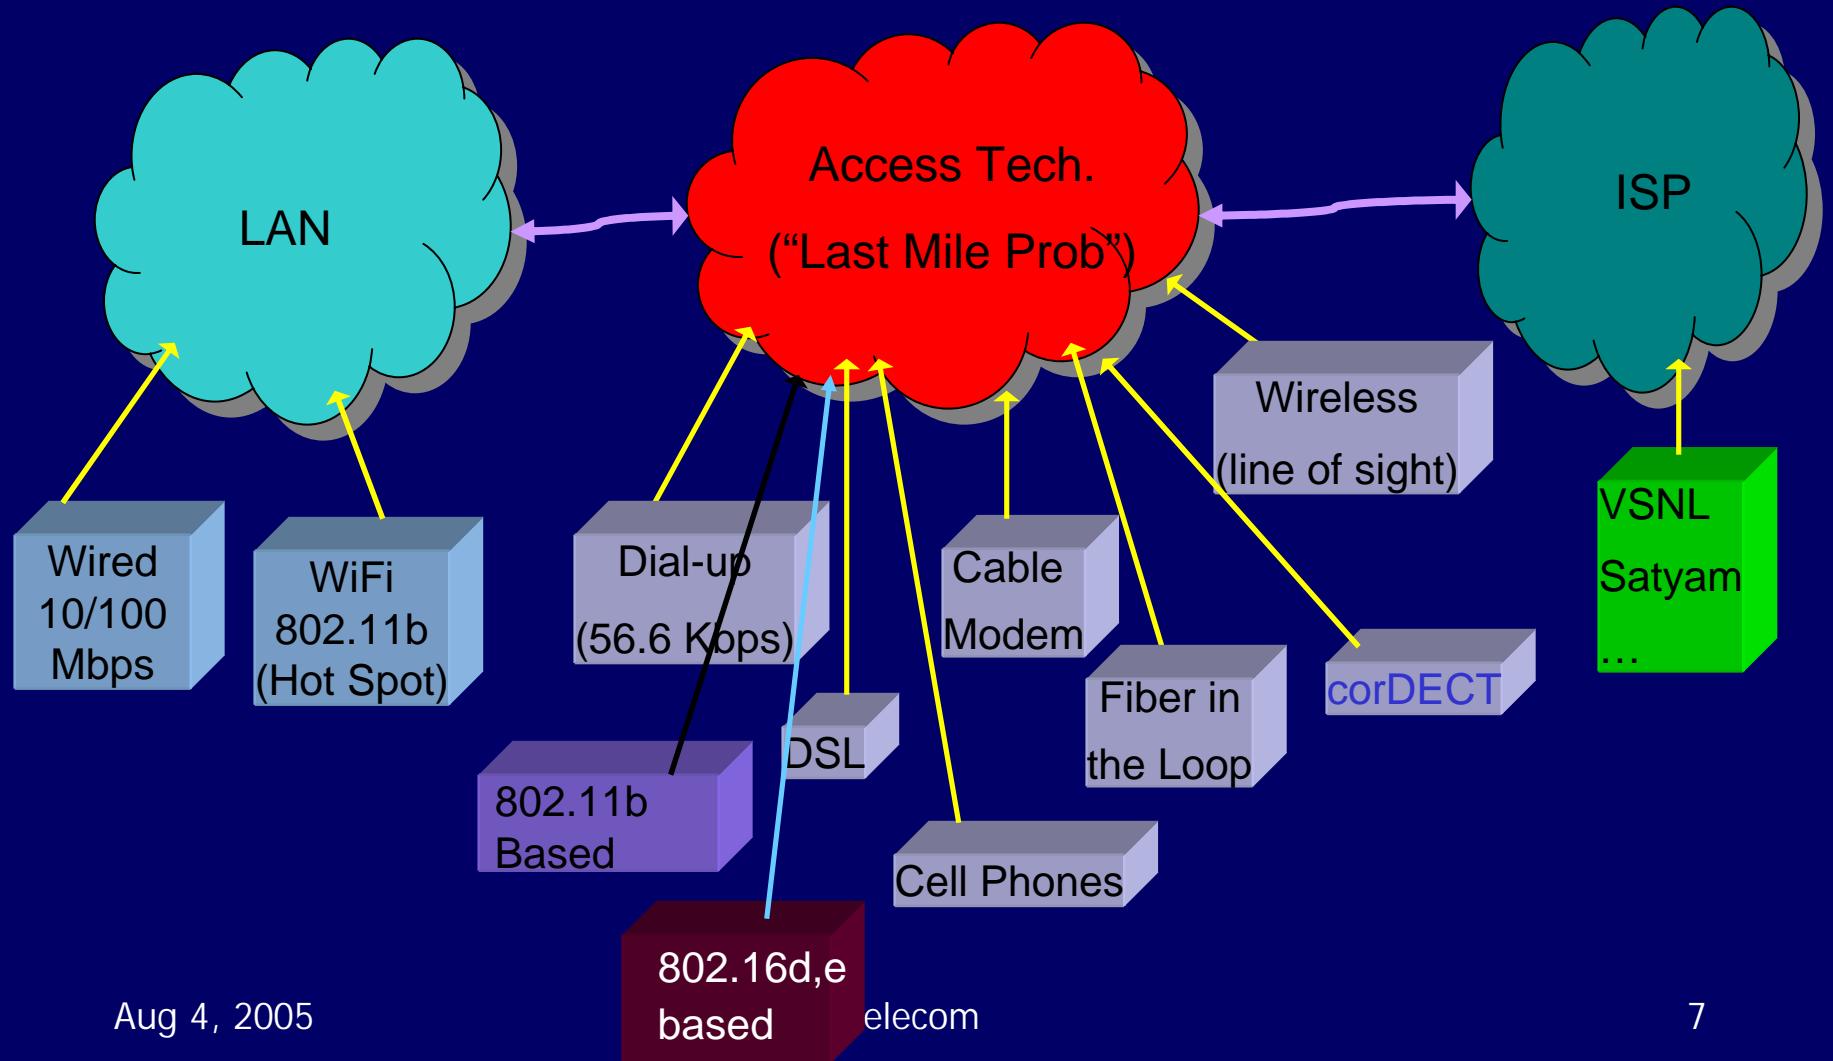 LAN
Access Tech.
(“Last Mile Prob”)
ISP
Wired
10/100
Mbps
WiFi
802.11b
(Hot Spot)
Dial-up
(56.6 Kbps)
802.11b
Based
802.16d,e
based
DSL
Cell Phones
Cable
Modem
Fiber in
the Loop
corDECT
Wireless
(line of sight)
VSNL
Satyam
…
Aug 4, 2005
7